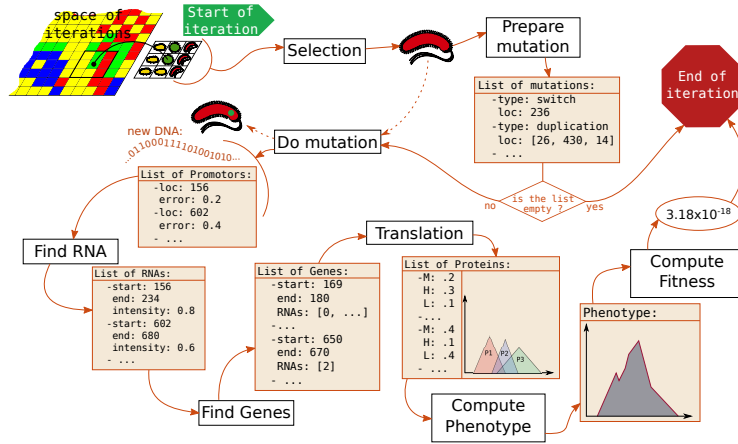 space of
iterations
Start of
iteration
Selection
Prepare
mutation
List of mutations:
-type: switch
loc: 236
-type: duplication
loc: [26, 430, 14]
- ...
End of
iteration
is the list
empty ?
no
yes
Do mutation
new DNA:
...011000111101001010...
List of Promotors:
-loc: 156
error: 0.2
-loc: 602
error: 0.4
- ...
Find RNA
List of RNAs:
-start: 156
end: 234
intensity: 0.8
-start: 602
end: 680
intensity: 0.6
- ...
Find Genes
List of Genes:
-start: 169
end: 180
RNAs: [0, ...]
-...
-start: 650
end: 670
RNAs: [2]
- ...
Translation
List of Proteins:
-M: .2
H: .3
L: .1
-...
-M: .4
H: .1
L: .4
- ...
P1
P2
P3
Compute
Phenotype
Phenotype:
Compute
Fitness
3.18x10-18